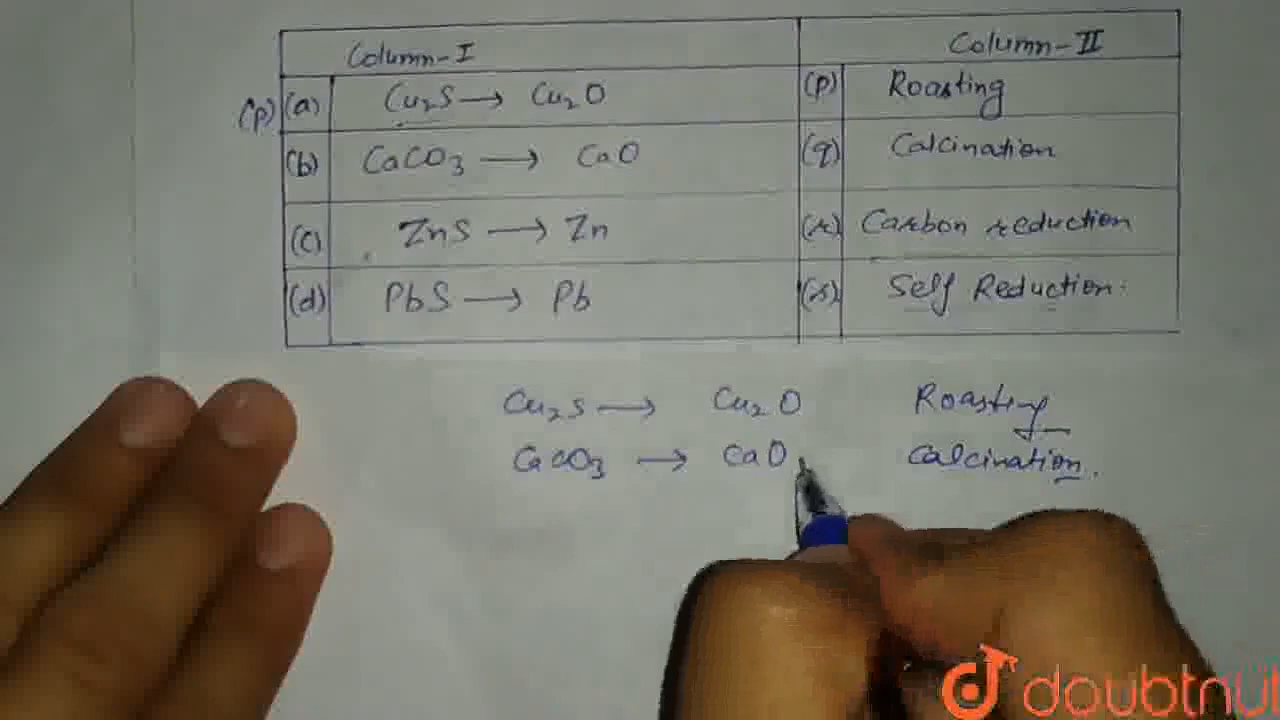 Column-I Column-II
(p) (a) Cu₂S → Cu₂O (p) Roasting
(b) CaCO₃ → CaO (q) Calcination
(c) ZnS → Zn (r) Carbon reduction
(d) PbS → Pb (s) Self Reduction.
Cu₂S → Cu₂O Roasting
CaCO₃ → CaO Calcination.
doubtnut